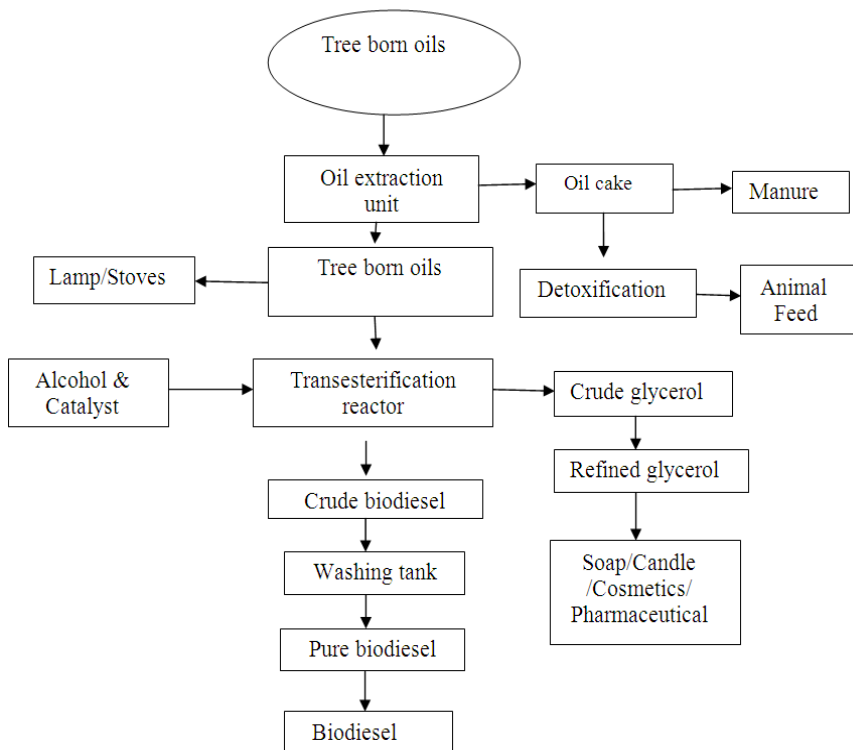 Tree born oils
Oil extraction
unit
Oil cake
Manure
Tree born oils
Lamp/Stoves
Detoxification
Animal
Feed
Alcohol &
Catalyst
Transesterification
reactor
Crude glycerol
Refined glycerol
Crude biodiesel
Washing tank
Soap/Candle
/Cosmetics/
Pharmaceutical
Pure biodiesel
Biodiesel